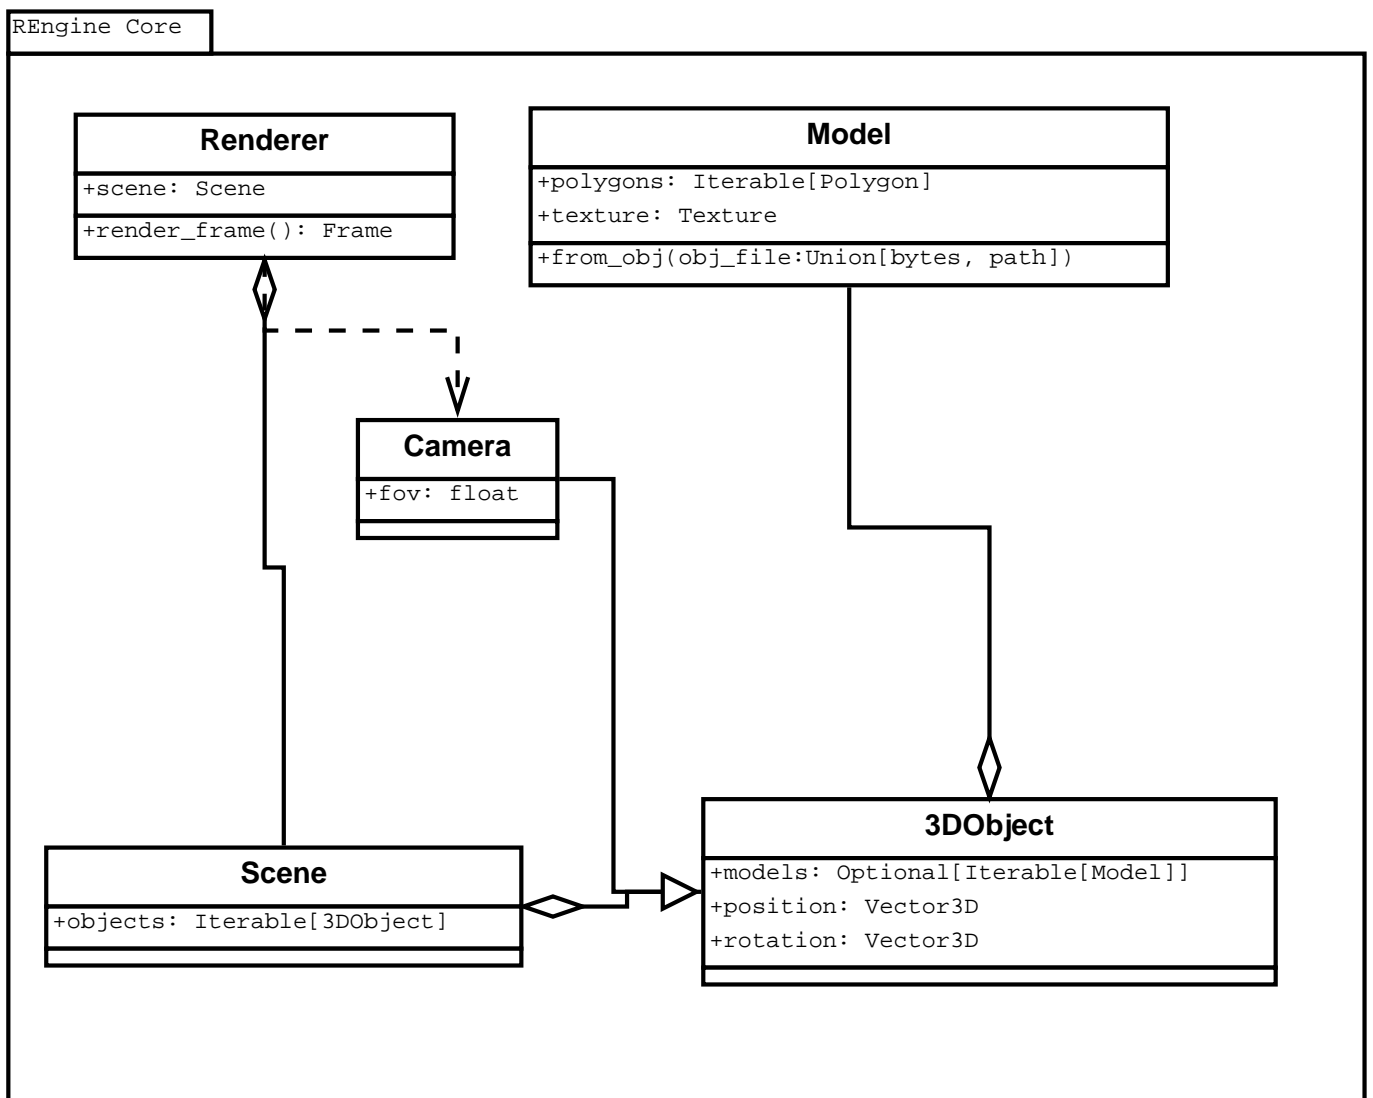 REngine Core
Renderer
+scene: Scene
+render_frame(): Frame
Model
+polygons: Iterable[Polygon]
+texture: Texture
+from_obj(obj_file:Union[bytes, path])
Camera
+fov: float
Scene
+objects: Iterable[3DObject]
3DObject
+models: Optional[Iterable[Model]]
+position: Vector3D
+rotation: Vector3D